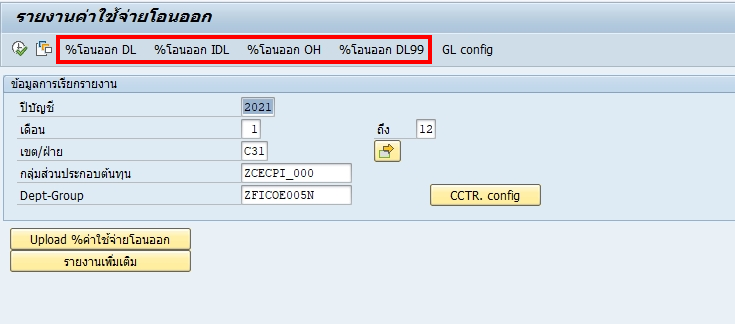 รายงานค่าใช้จ่ายโอนออก
%โอนออก DL %โอนออก IDL %โอนออก OH %โอนออก DL99 GL config
ข้อมูลการเรียกรายงาน
ปีบัญชี 2021
เดือน 1 ถึง 12
เขต/ฝ่าย C31
กลุ่มส่วนประกอบต้นทุน ZCECPI_000
Dept-Group ZFICOE005N CCTR. config
Upload %ค่าใช้จ่ายโอนออก
รายงานเพิ่มเติม